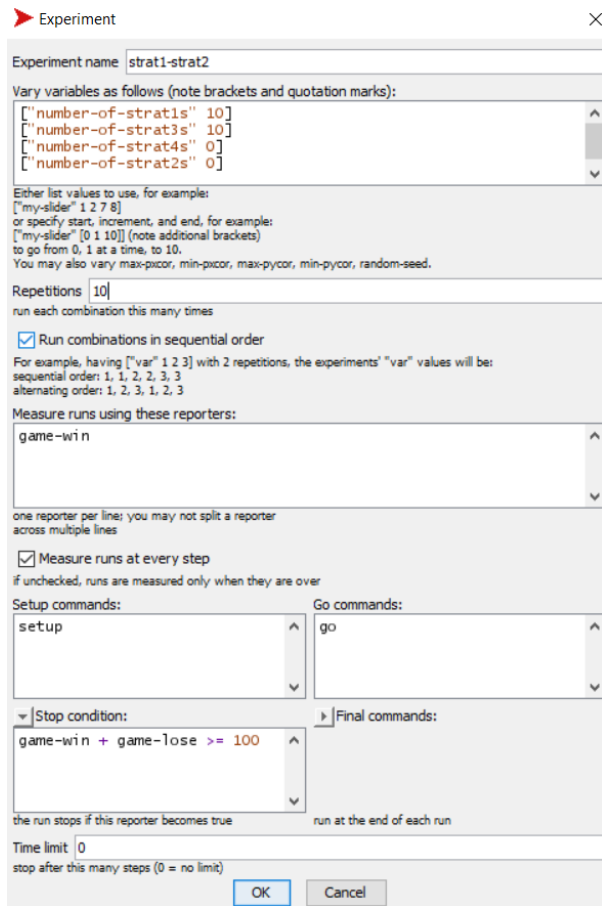 Experiment
Experiment name strat1-strat2
Vary variables as follows (note brackets and quotation marks):
["number-of-strat1s" 10]
["number-of-strat3s" 10]
["number-of-strat4s" 0]
["number-of-strat2s" 0]
Either list values to use, for example:
["my-slider" 1 2 7 8]
or specify start, increment, and end, for example:
["my-slider" [0 1 10]] (note additional brackets)
to go from 0, 1 at a time, to 10.
You may also vary max-pxcor, min-pxcor, max-pycor, min-pycor, random-seed.
Repetitions 10
run each combination this many times
Run combinations in sequential order
For example, having ["var" 1 2 3] with 2 repetitions, the experiments' "var" values will be:
sequential order: 1, 1, 2, 2, 3, 3
alternating order: 1, 2, 3, 1, 2, 3
Measure runs using these reporters:
game-win
one reporter per line; you may not split a reporter
across multiple lines
Measure runs at every step
if unchecked, runs are measured only when they are over
Setup commands: Go commands:
setup go
Stop condition: Final commands:
game-win + game-lose >= 100
the run stops if this reporter becomes true run at the end of each run
Time limit 0
stop after this many steps (0 = no limit)
OK Cancel